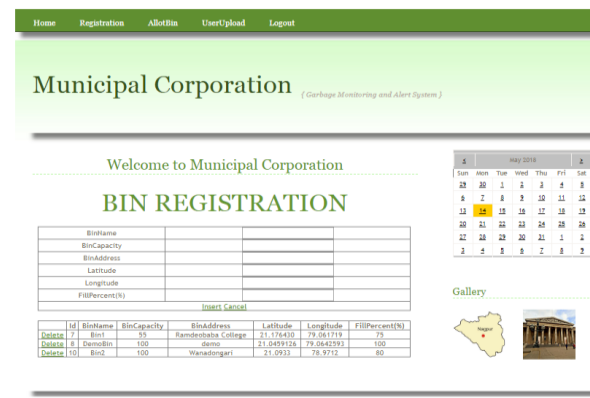 Home Registration AllotBin UserUpload Logout
Municipal Corporation { Garbage Monitoring and Alert System }
Welcome to Municipal Corporation
BIN REGISTRATION
BinName
BinCapacity
BinAddress
Latitude
Longitude
FillPercent(%)
Insert Cancel
Id BinName BinCapacity BinAddress Latitude Longitude FillPercent(%)
Delete 7 Bin1 55 Ramdeobaba College 21.176430 79.061719 75
Delete 8 DemoBin 100 demo 21.0459126 79.0642593 100
Delete 10 Bin2 100 Wanadongari 21.0933 78.9712 80
< May 2018 >
Sun Mon Tue Wed Thu Fri Sat
29 30 1 2 3 4 5
6 7 8 9 10 11 12
13 14 15 16 17 18 19
20 21 22 23 24 25 26
27 28 29 30 31 1 2
3 4 5 6 7 8 9
Gallery
Nagpur